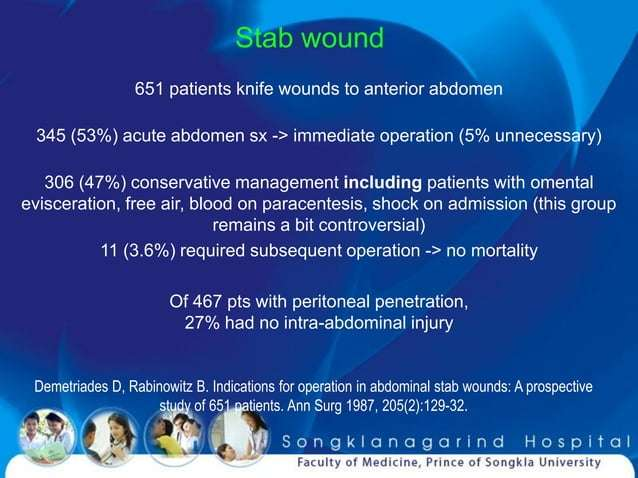 Stab wound
651 patients knife wounds to anterior abdomen
345 (53%) acute abdomen sx -> immediate operation (5% unnecessary)
306 (47%) conservative management including patients with omental
evisceration, free air, blood on paracentesis, shock on admission (this group
remains a bit controversial)
11 (3.6%) required subsequent operation -> no mortality
Of 467 pts with peritoneal penetration,
27% had no intra-abdominal injury
Demetriades D, Rabinowitz B. Indications for operation in abdominal stab wounds: A prospective
study of 651 patients. Ann Surg 1987, 205(2):129-32.
Songklanagarind Hospital
Faculty of Medicine, Prince of Songkla University